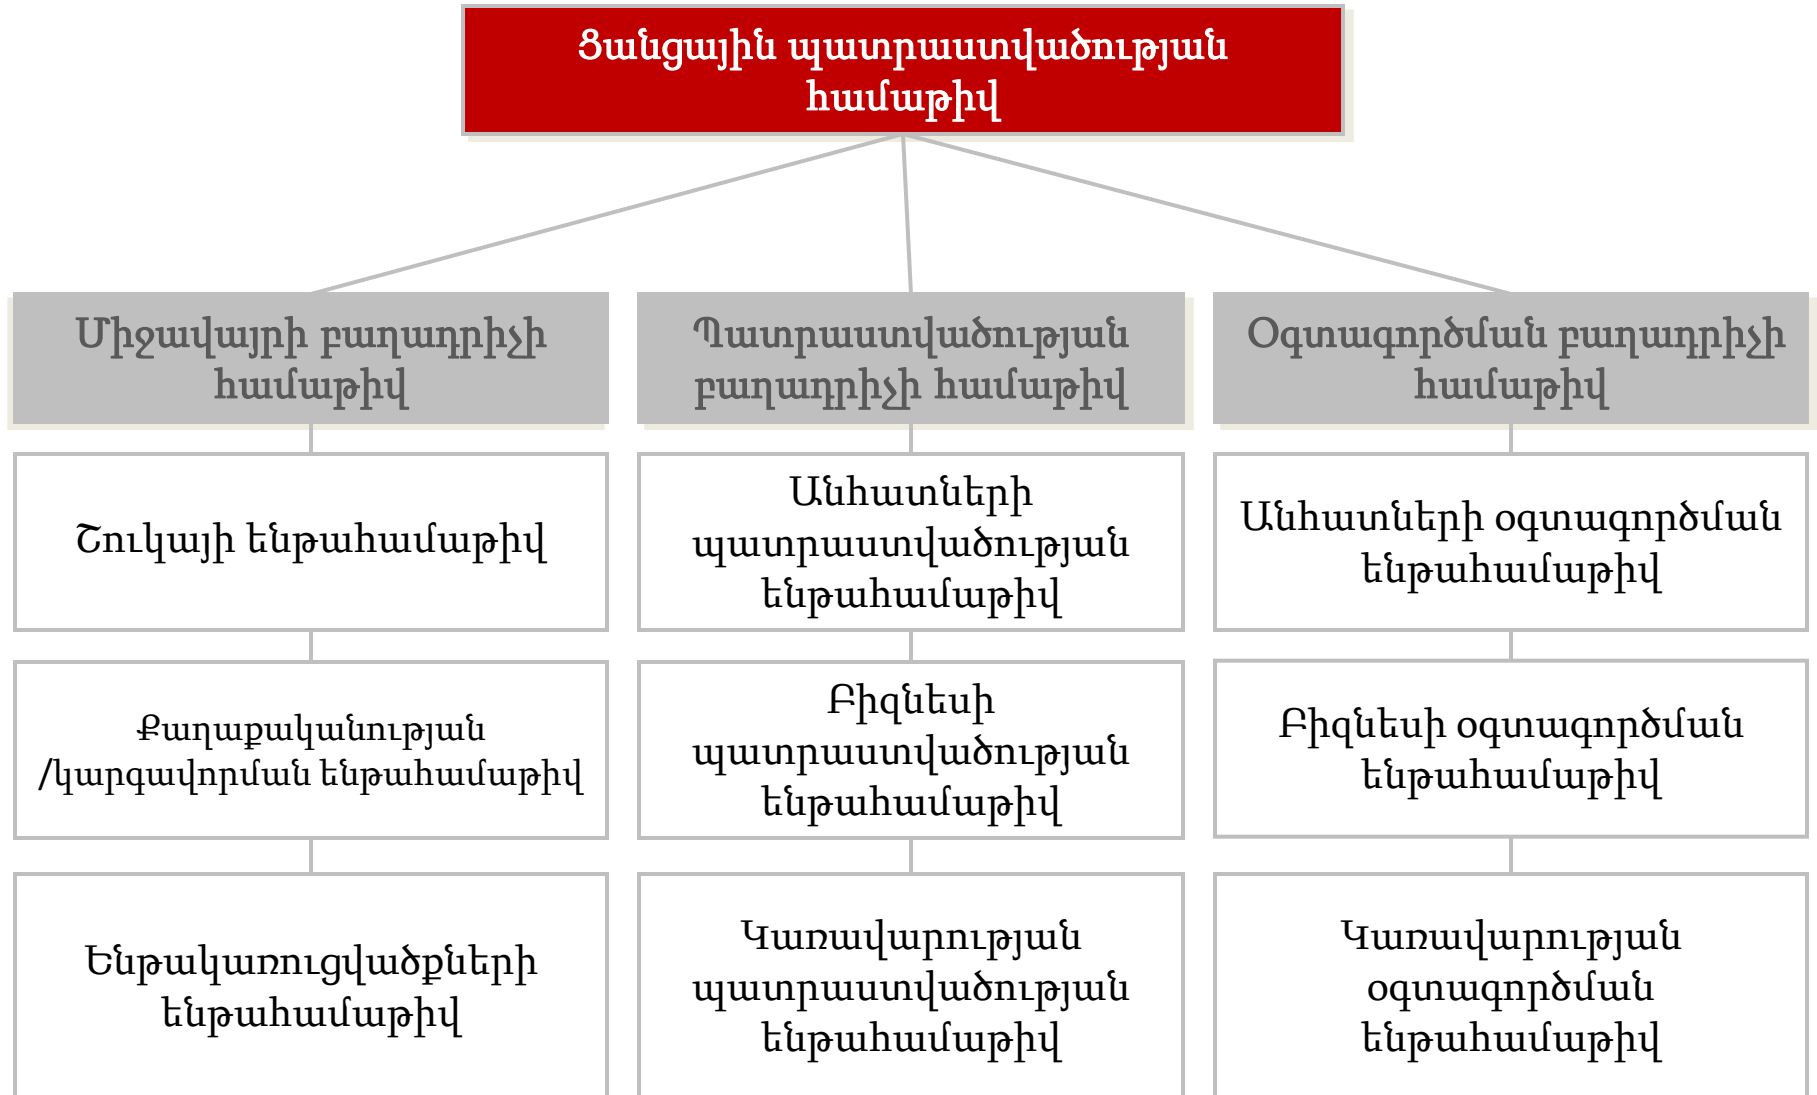 Ցանցային պատրաստվածության
համաթիվ
Միջավայրի բաղադրիչի
համաթիվ
Պատրաստվածության
բաղադրիչի համաթիվ
Օգտագործման բաղադրիչի
համաթիվ
Շուկայի ենթահամաթիվ
Անհատների
պատրաստվածության
ենթահամաթիվ
Անհատների օգտագործման
ենթահամաթիվ
Քաղաքականության
/կարգավորման ենթահամաթիվ
Բիզնեսի
պատրաստվածության
ենթահամաթիվ
Բիզնեսի օգտագործման
ենթահամաթիվ
Ենթակառուցվածքների
ենթահամաթիվ
Կառավարության
պատրաստվածության
ենթահամաթիվ
Կառավարության
օգտագործման
ենթահամաթիվ